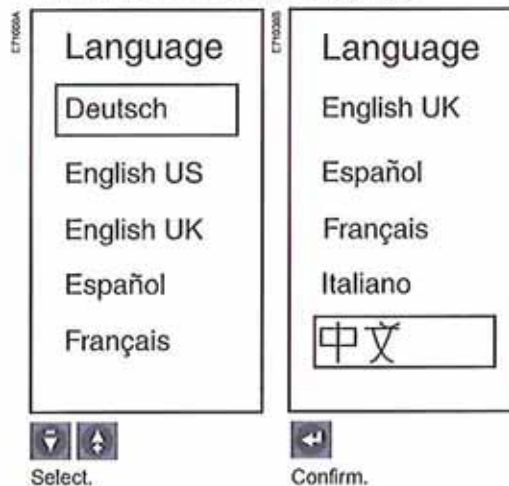 Language
Deutsch
English US
English UK
Español
Français
Select.
Language
English UK
Español
Français
Italiano
中文
Confirm.